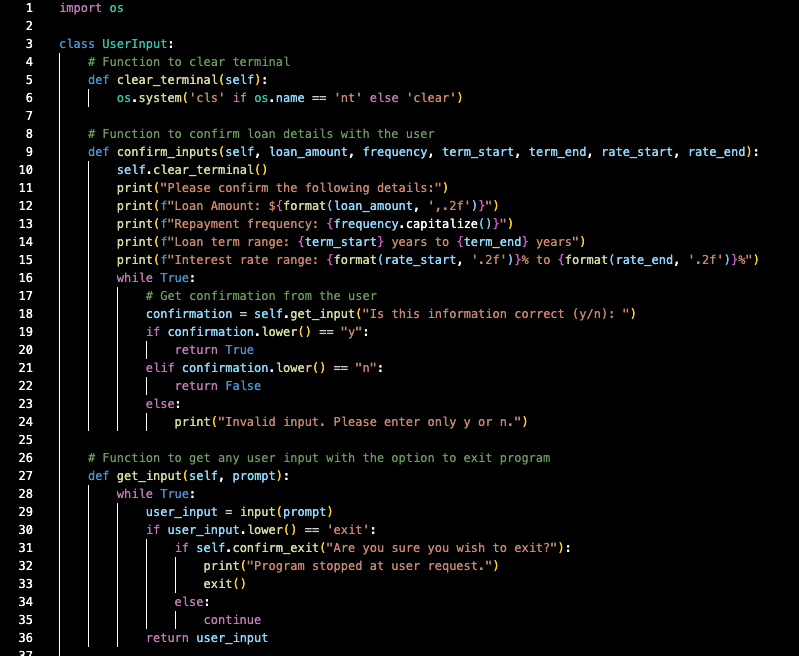 1 import os
2
3 class UserInput:
4     # Function to clear terminal
5     def clear_terminal(self):
6         os.system('cls' if os.name == 'nt' else 'clear')
7
8     # Function to confirm loan details with the user
9     def confirm_inputs(self, loan_amount, frequency, term_start, term_end, rate_start, rate_end):
10         self.clear_terminal()
11         print("Please confirm the following details:")
12         print(f"Loan Amount: ${format(loan_amount, ',.2f')}")
13         print(f"Repayment frequency: {frequency.capitalize()}")
14         print(f"Loan term range: {term_start} years to {term_end} years")
15         print(f"Interest rate range: {format(rate_start, '.2f')}% to {format(rate_end, '.2f')}%")
16         while True:
17             # Get confirmation from the user
18             confirmation = self.get_input("Is this information correct (y/n): ")
19             if confirmation.lower() == "y":
20                 return True
21             elif confirmation.lower() == "n":
22                 return False
23             else:
24                 print("Invalid input. Please enter only y or n.")
25
26     # Function to get any user input with the option to exit program
27     def get_input(self, prompt):
28         while True:
29             user_input = input(prompt)
30             if user_input.lower() == 'exit':
31                 if self.confirm_exit("Are you sure you wish to exit?"):
32                     print("Program stopped at user request.")
33                     exit()
34                 else:
35                     continue
36             return user_input
37